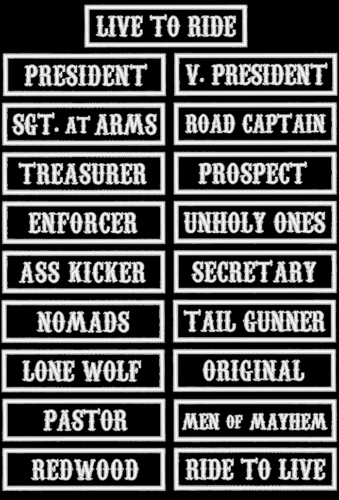 LIVE TO RIDE
PRESIDENT
V. PRESIDENT
SGT. AT ARMS
ROAD CAPTAIN
TREASURER
PROSPECT
ENFORCER
UNHOLY ONES
ASS KICKER
SECRETARY
NOMADS
TAIL GUNNER
LONE WOLF
ORIGINAL
PASTOR
MEN OF MAYHEM
REDWOOD
RIDE TO LIVE